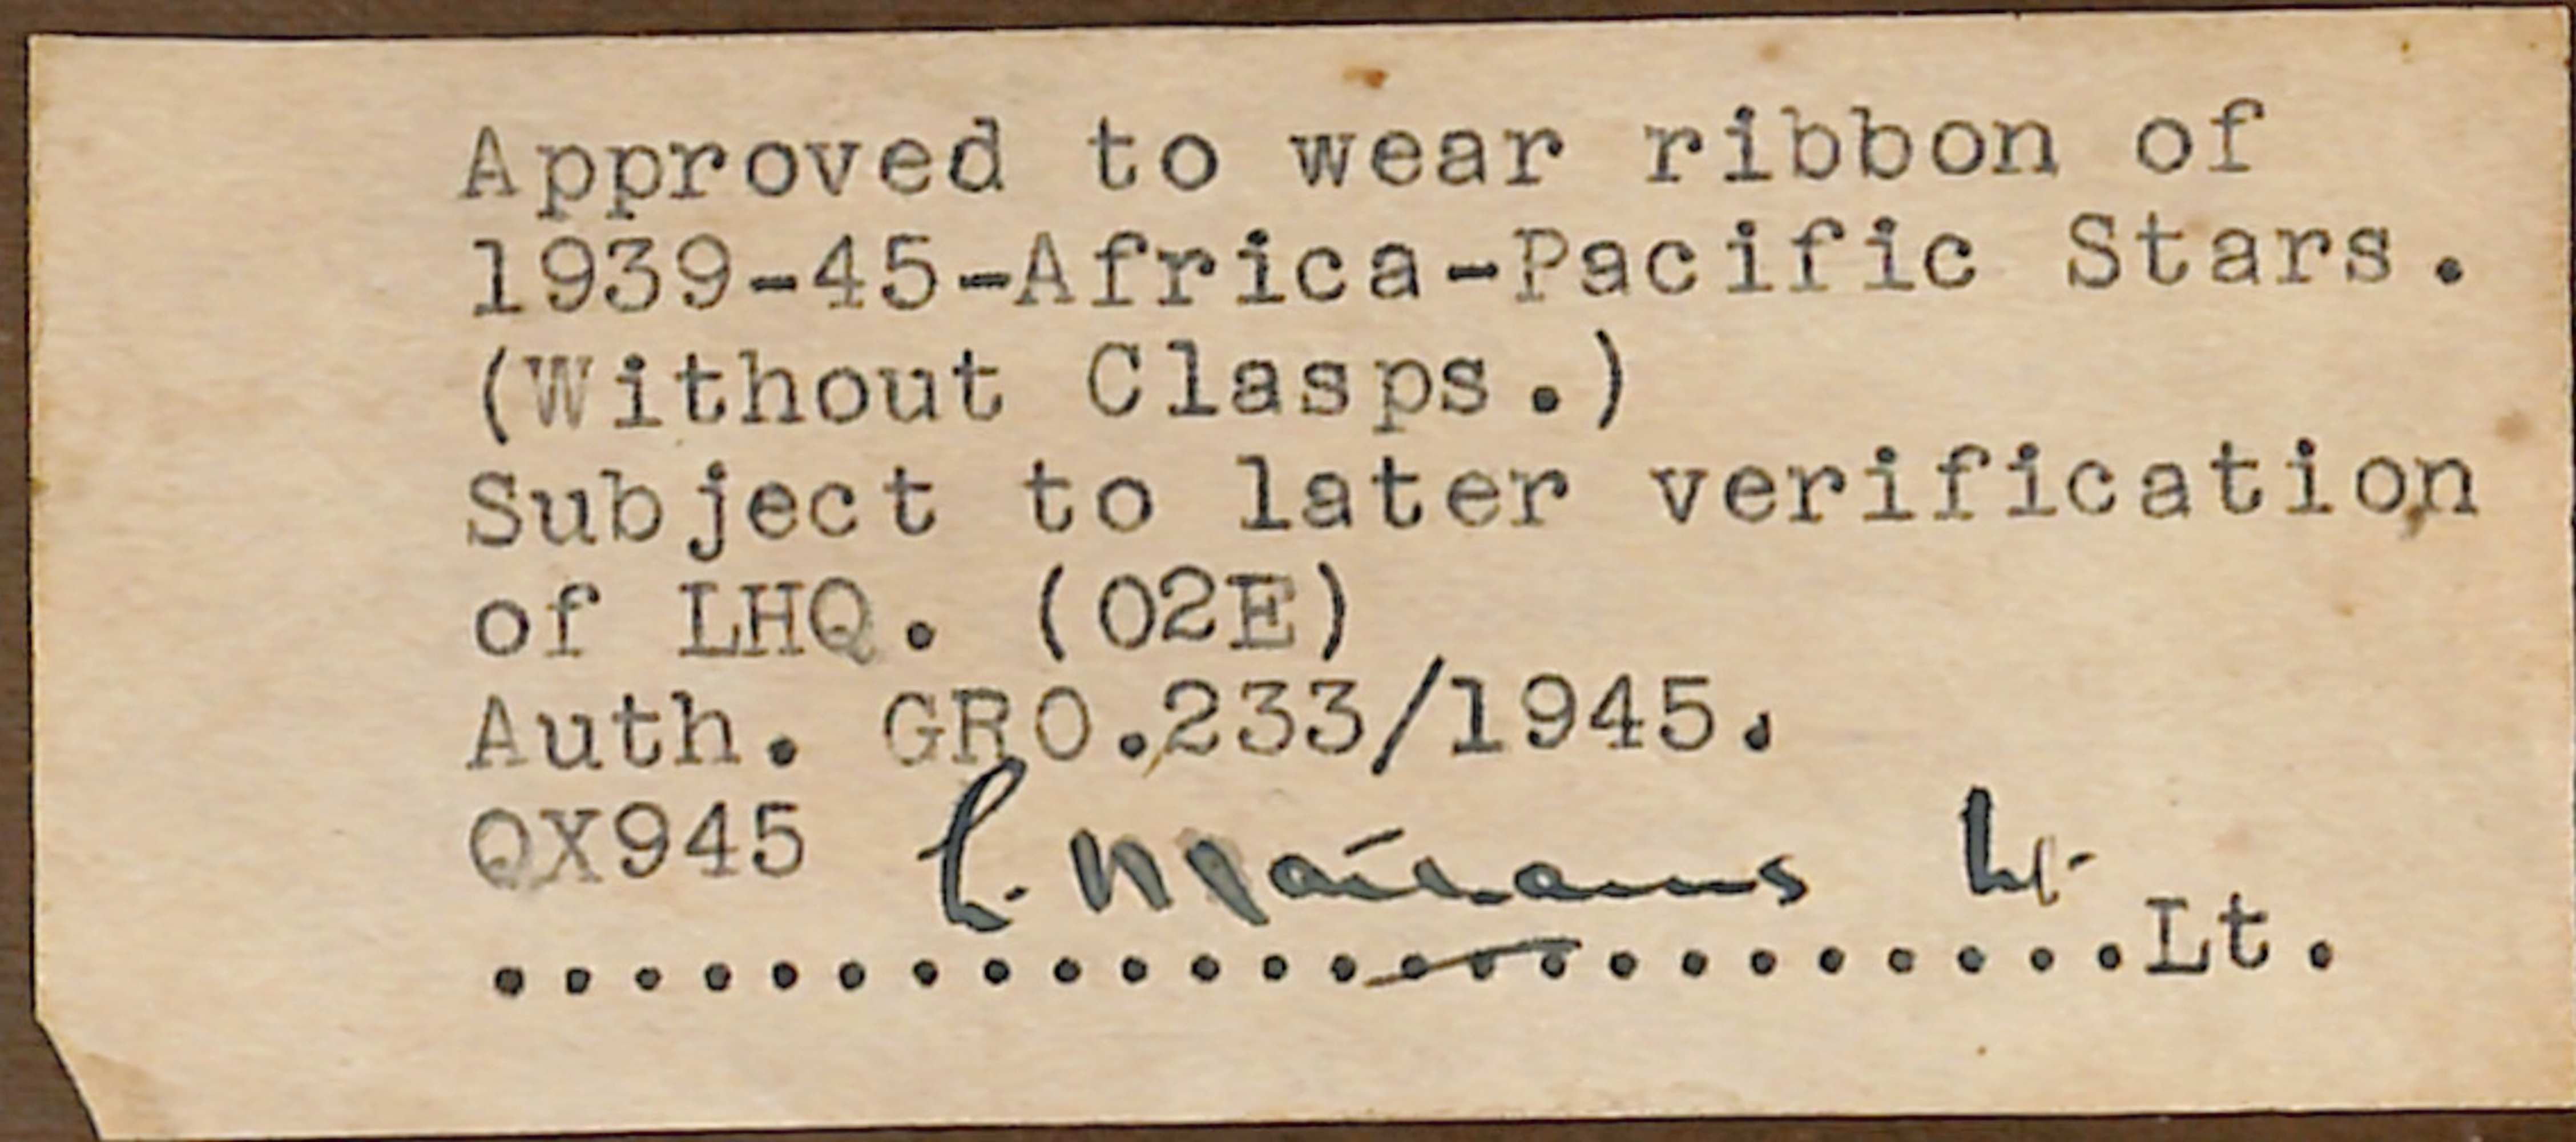 Approved to wear ribbon of
1939-45-Africa-Pacific Stars.
(Without Clasps.)
Subject to later verification
of LHQ. (O2E)
Auth. GRO.233/1945.
QX945 Lt.
..............................Lt.